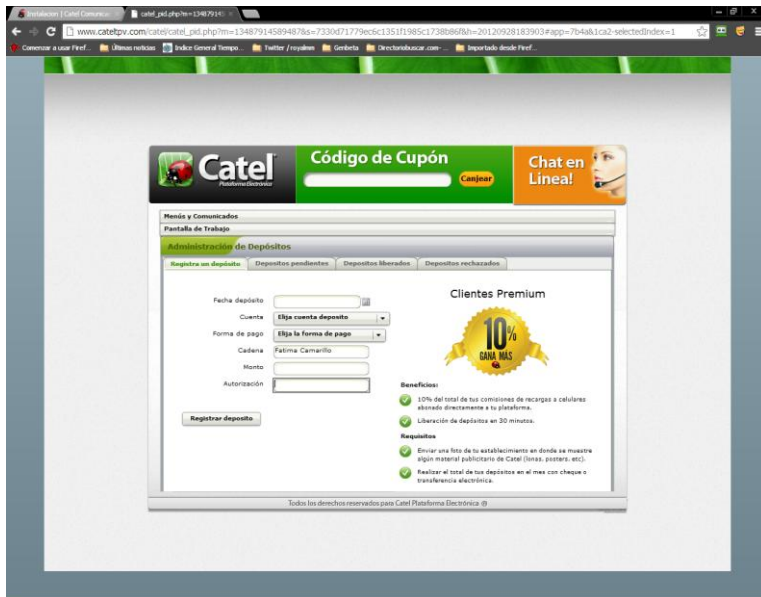 Instalacion | Catel Comunicac
catel_pid.php?m=134879145
www.cateltpv.com/catel/catel_pid.php?m=1348791458948​7&s=7330d71779ec6c1351f1985c1738b86f&h=20120928183903#app=7b4a&1ca2-selectedIndex=1
Comenzar a usar Firef... Últimas noticias Indice General Tiempo... Twitter / royalmm Genbeta Directoriobuscar.com- ... Importado desde Firef...
Catel
Plataforma Electrónica
Código de Cupón
Canjear
Chat en
Linea!
Menús y Comunicados
Pantalla de Trabajo
Administración de Depósitos
Registra un depósito Depositos pendientes Depositos liberados Depositos rechazados
Fecha depósito
Cuenta Elija cuenta deposito
Forma de pago Elija la forma de pago
Cadena Fatima Camarillo
Monto
Autorización
Registrar deposito
Clientes Premium
10%
GANA MÁS
Beneficios:
10% del total de tus comisiones de recargas a celulares
abonado directamente a tu plataforma.
Liberación de depósitos en 30 minutos.
Requisitos
Enviar una foto de tu establecimiento en donde se muestre
algún material publicitario de Catel (lonas, posters, etc).
Realizar el total de tus depósitos en el mes con cheque o
transferencia electrónica.
Todos los derechos reservados para Catel Plataforma Electrónica ®